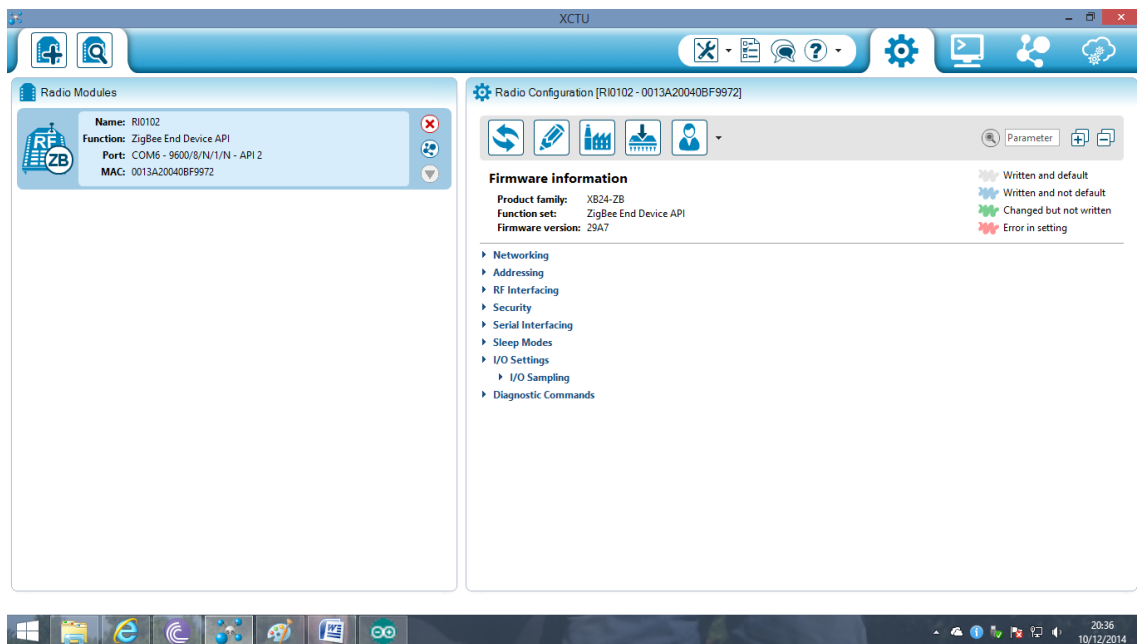 XCTU
Radio Modules
Name: RI0102
Function: ZigBee End Device API
Port: COM6 - 9600/8/N/1/N - API 2
MAC: 0013A20040BF9972
RF
ZB
Radio Configuration [RI0102 - 0013A20040BF9972]
Parameter
Firmware information
Product family: XB24-ZB
Function set: ZigBee End Device API
Firmware version: 29A7
Written and default
Written and not default
Changed but not written
Error in setting
Networking
Addressing
RF Interfacing
Security
Serial Interfacing
Sleep Modes
I/O Settings
I/O Sampling
Diagnostic Commands
20:36
10/12/2014